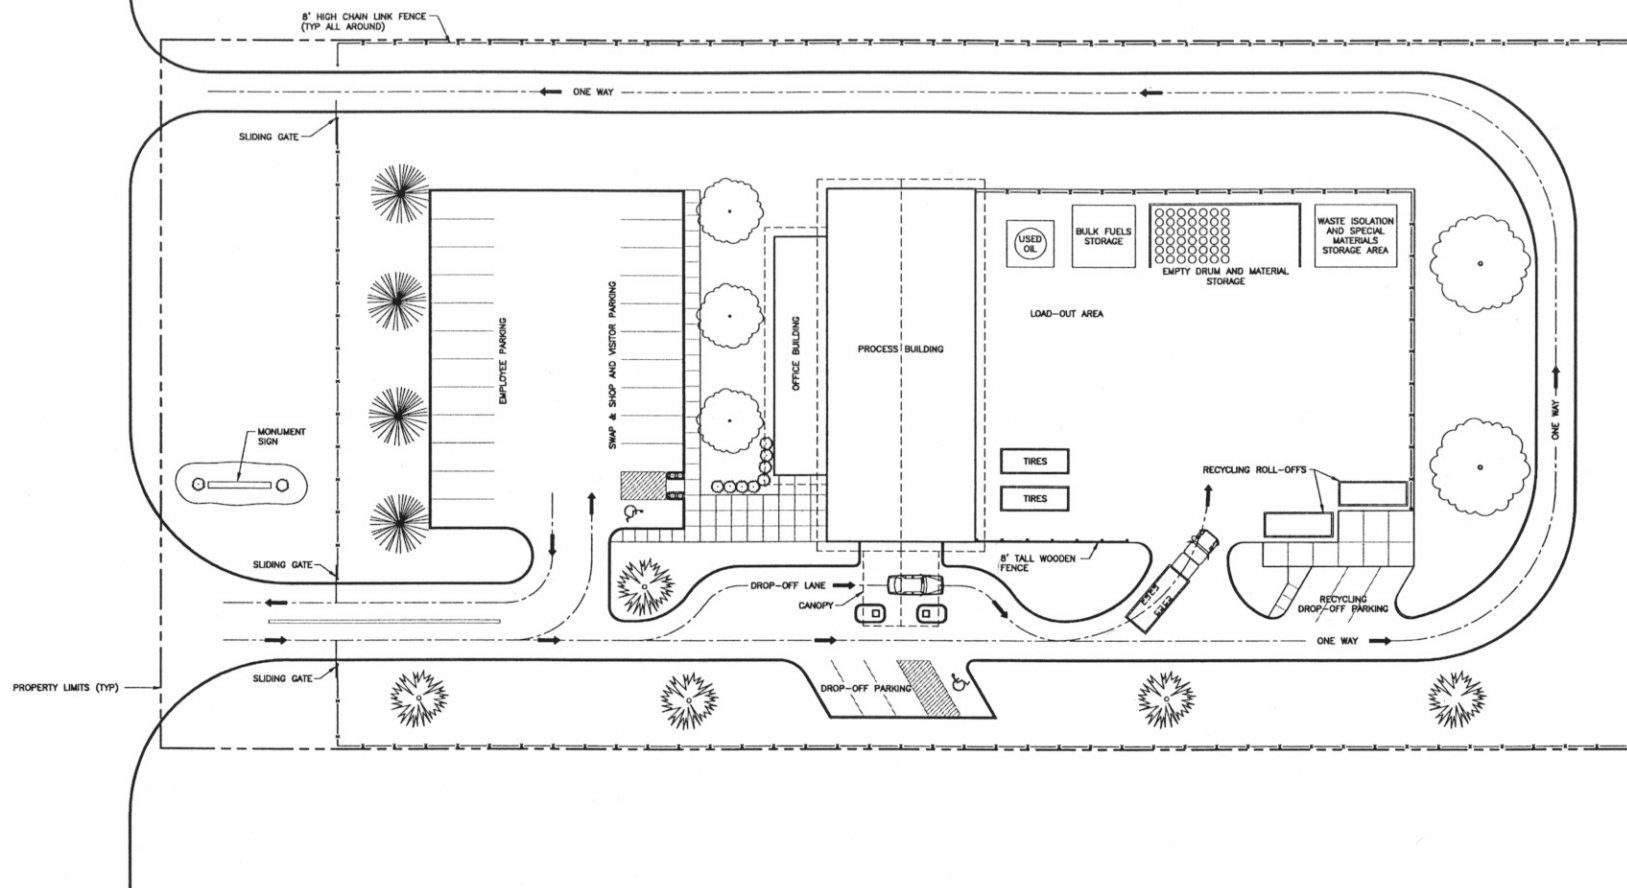 8' HIGH CHAIN LINK FENCE
(TYP ALL AROUND)
ONE WAY
SLIDING GATE
USED
OIL
BULK FUELS
STORAGE
WASTE ISOLATION
AND SPECIAL
MATERIALS
STORAGE AREA
EMPTY DRUM AND MATERIAL
STORAGE
LOAD-OUT AREA
EMPLOYEE PARKING
SWAP & SHOP AND VISITOR PARKING
OFFICE BUILDING
PROCESS BUILDING
ONE WAY
MONUMENT
SIGN
TIRES
TIRES
RECYCLING ROLL-OFFS
SLIDING GATE
8' TALL WOODEN
FENCE
DROP-OFF LANE
CANOPY
RECYCLING
DROP-OFF PARKING
ONE WAY
SLIDING GATE
PROPERTY LIMITS (TYP)
DROP-OFF PARKING